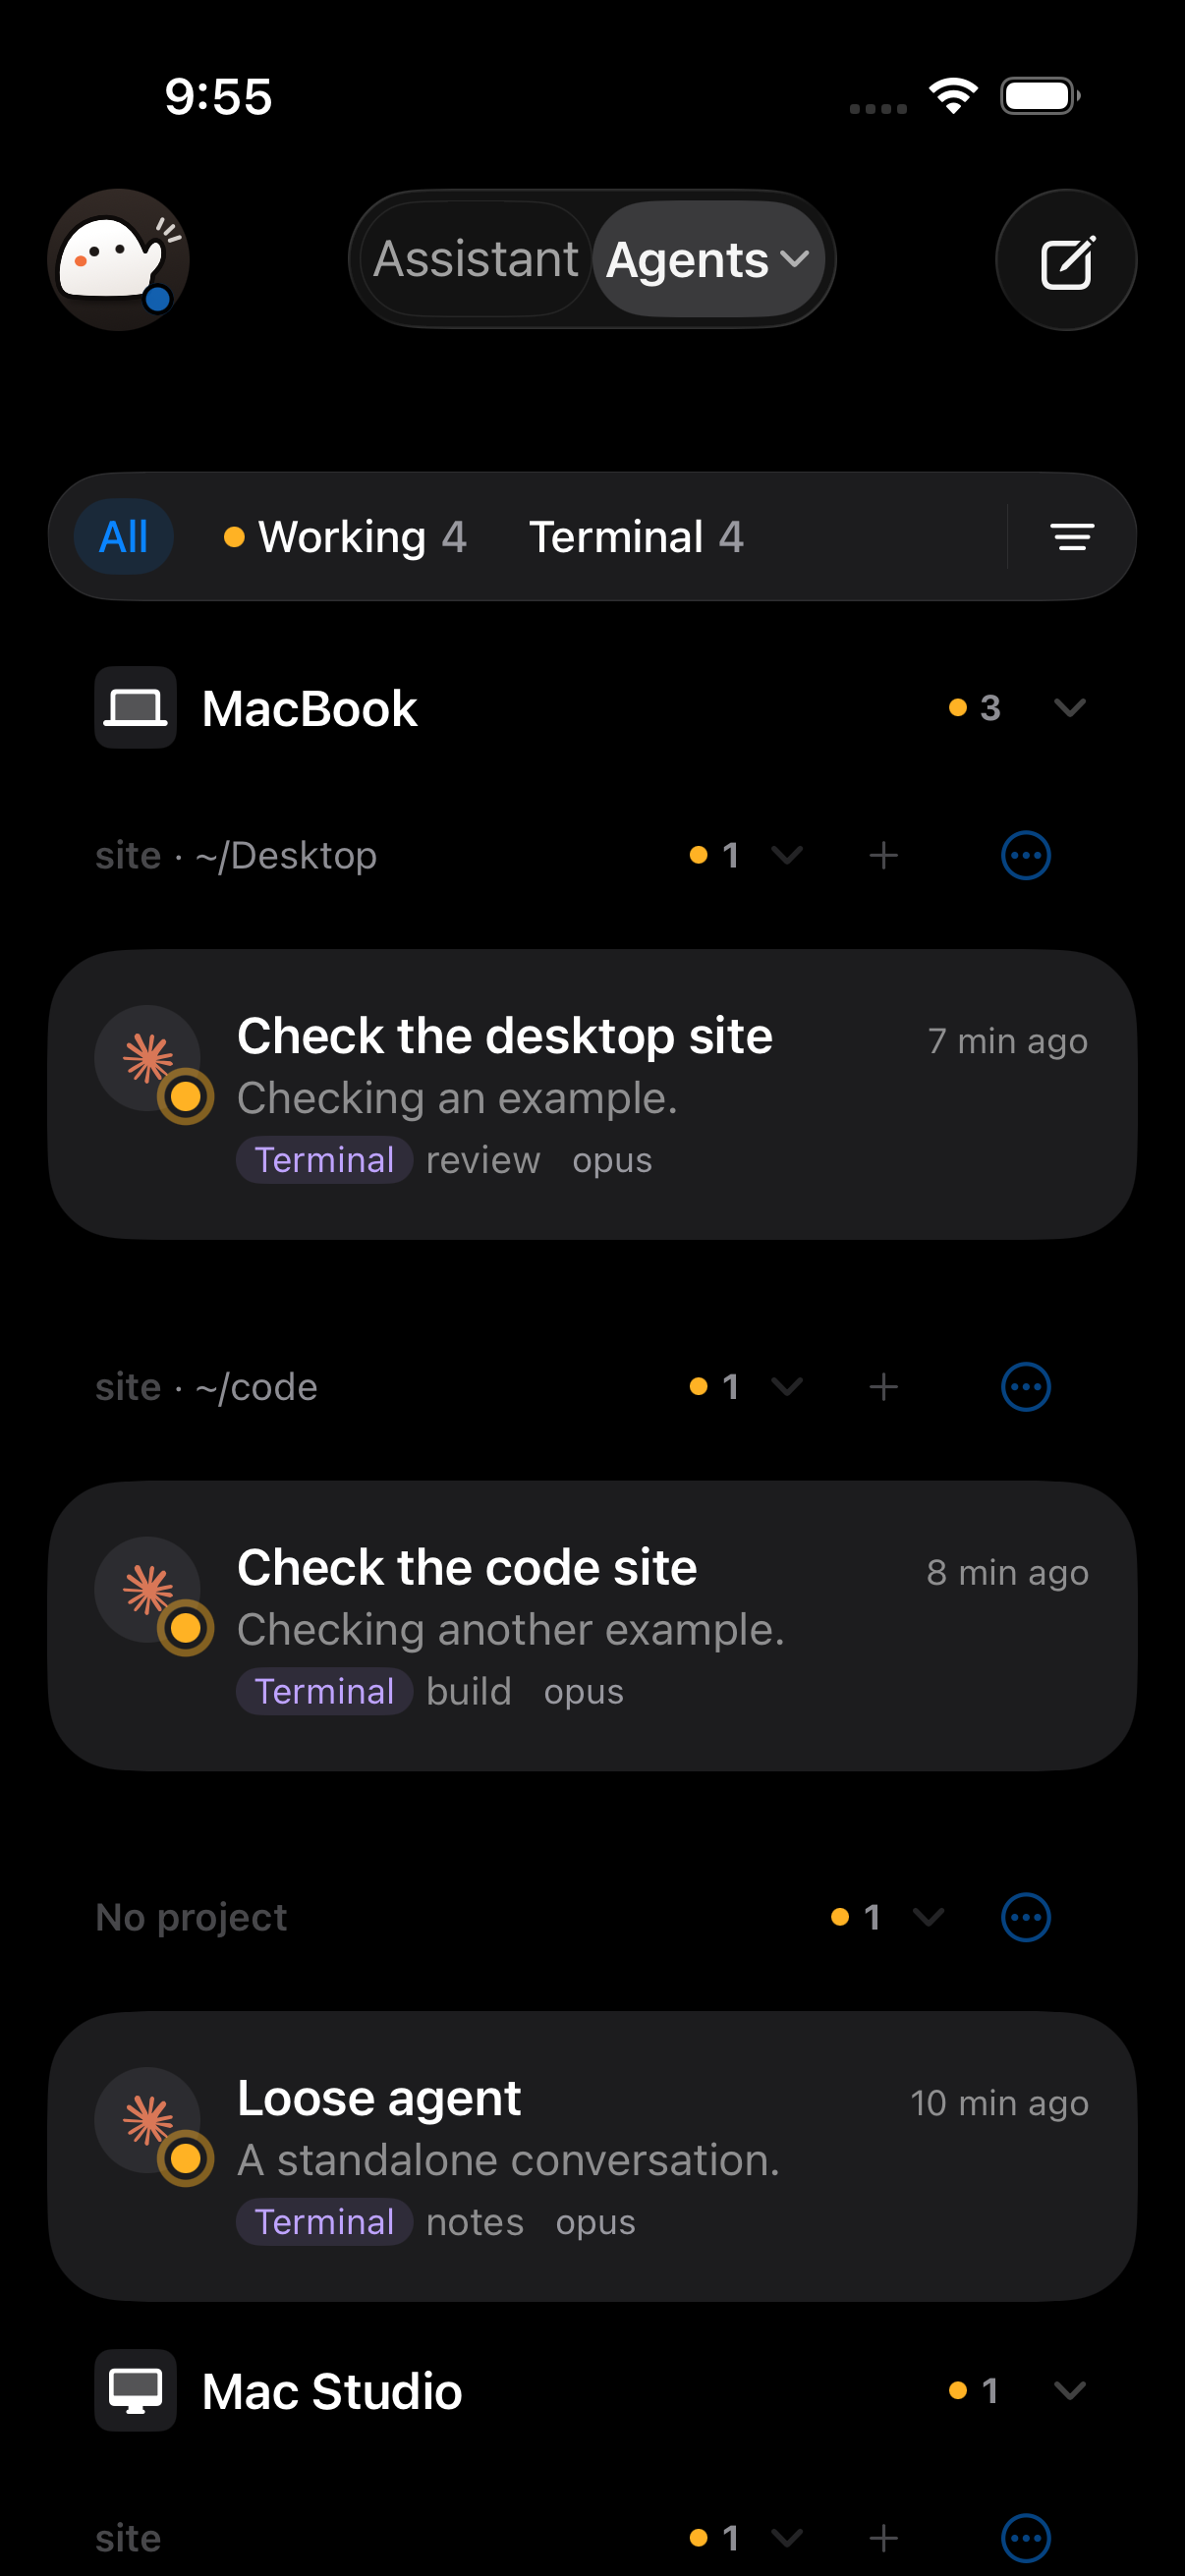 9:55
Assistant Agents
All Working 4 Terminal 4
MacBook 3
site · ~/Desktop 1
Check the desktop site 7 min ago
Checking an example.
Terminal review opus
site · ~/code 1
Check the code site 8 min ago
Checking another example.
Terminal build opus
No project 1
Loose agent 10 min ago
A standalone conversation.
Terminal notes opus
Mac Studio 1
site 1